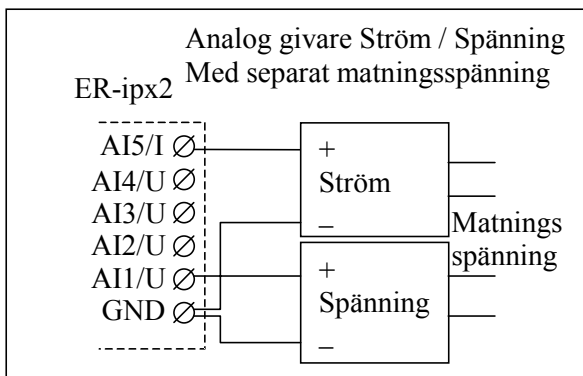 Analog givare Ström / Spänning
Med separat matningsspänning
ER-ipx2
AI5/I
AI4/U
AI3/U
AI2/U
AI1/U
GND
+
Ström
–
+
Spänning
–
Matnings
spänning